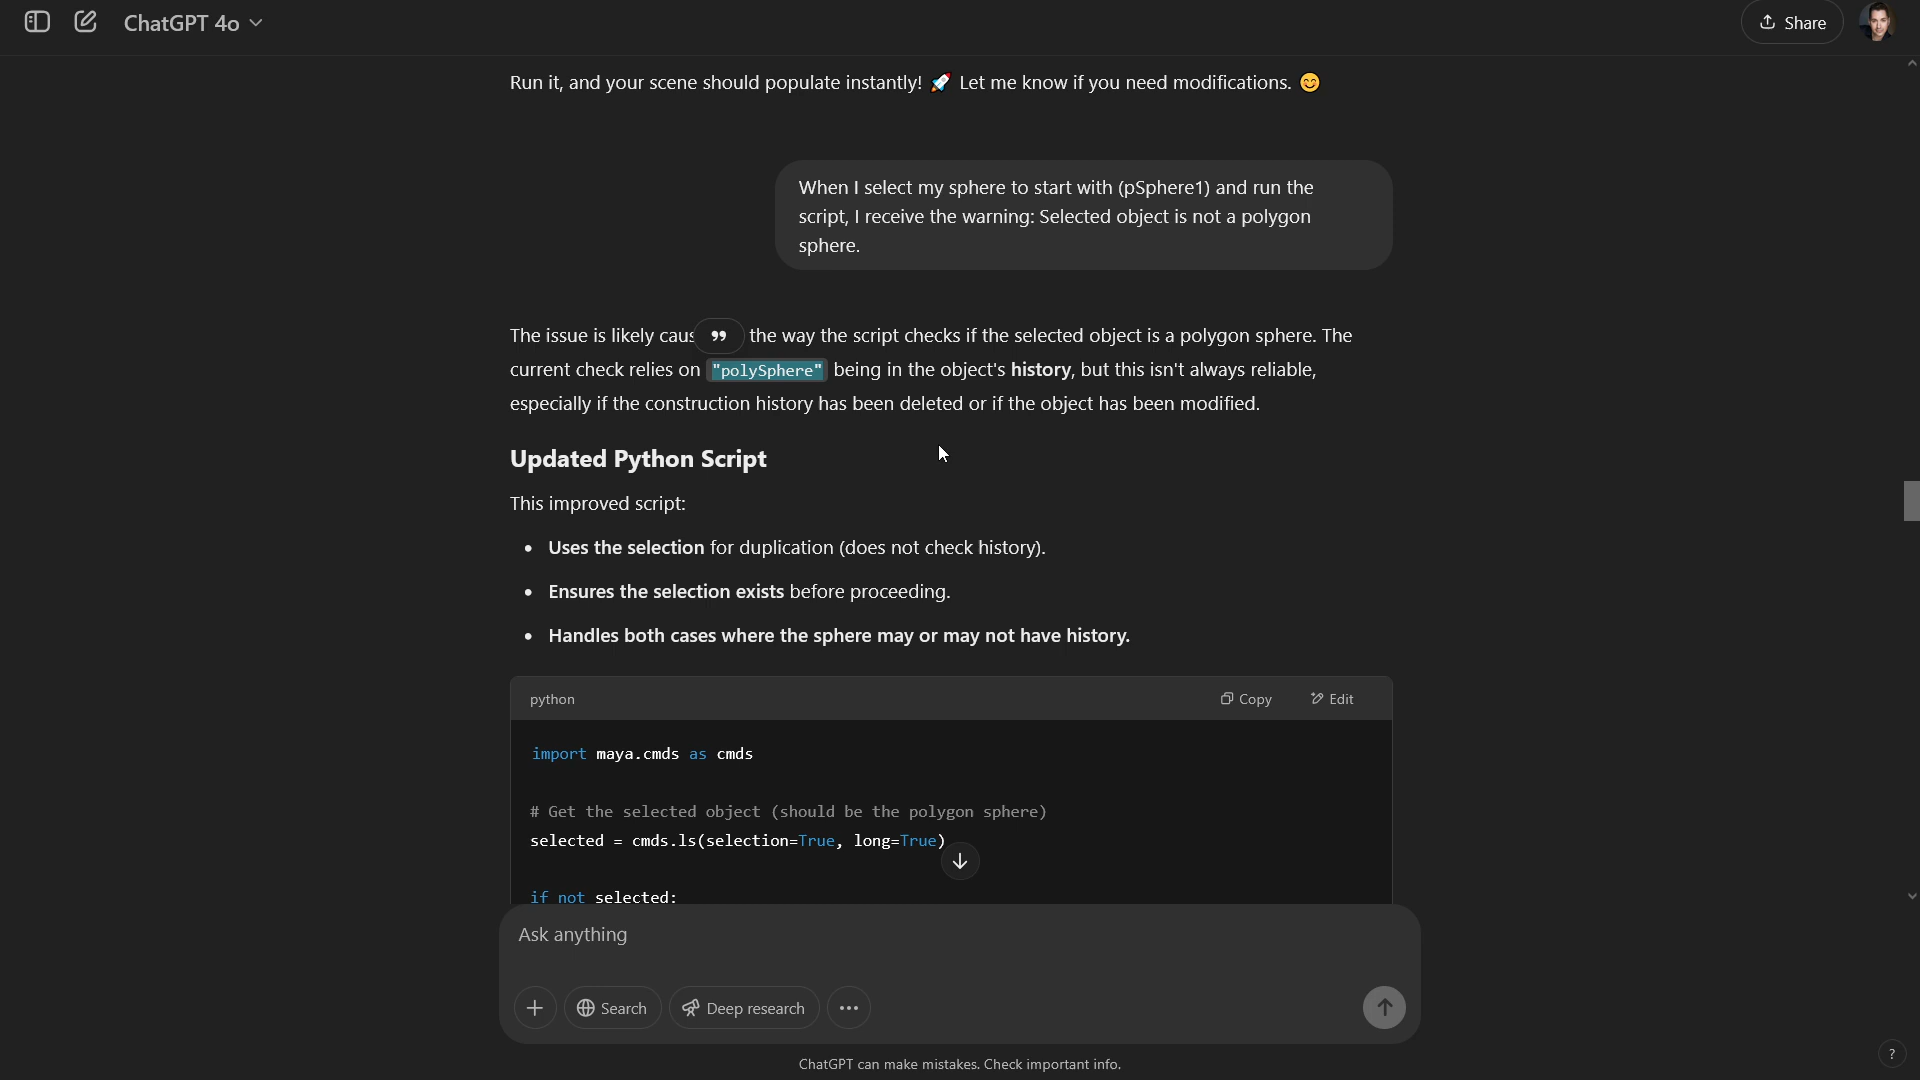 ChatGPT 4o
Share
Run it, and your scene should populate instantly! 🚀 Let me know if you need modifications. 😊
When I select my sphere to start with (pSphere1) and run the
script, I receive the warning: Selected object is not a polygon
sphere.
The issue is likely caus the way the script checks if the selected object is a polygon sphere. The
current check relies on "polySphere" being in the object's history, but this isn't always reliable,
especially if the construction history has been deleted or if the object has been modified.
Updated Python Script
This improved script:
• Uses the selection for duplication (does not check history).
• Ensures the selection exists before proceeding.
• Handles both cases where the sphere may or may not have history.
python
Copy
Edit
import maya.cmds as cmds
# Get the selected object (should be the polygon sphere)
selected = cmds.ls(selection=True, long=True)
if not selected:
Ask anything
Search
Deep research
ChatGPT can make mistakes. Check important info.
?